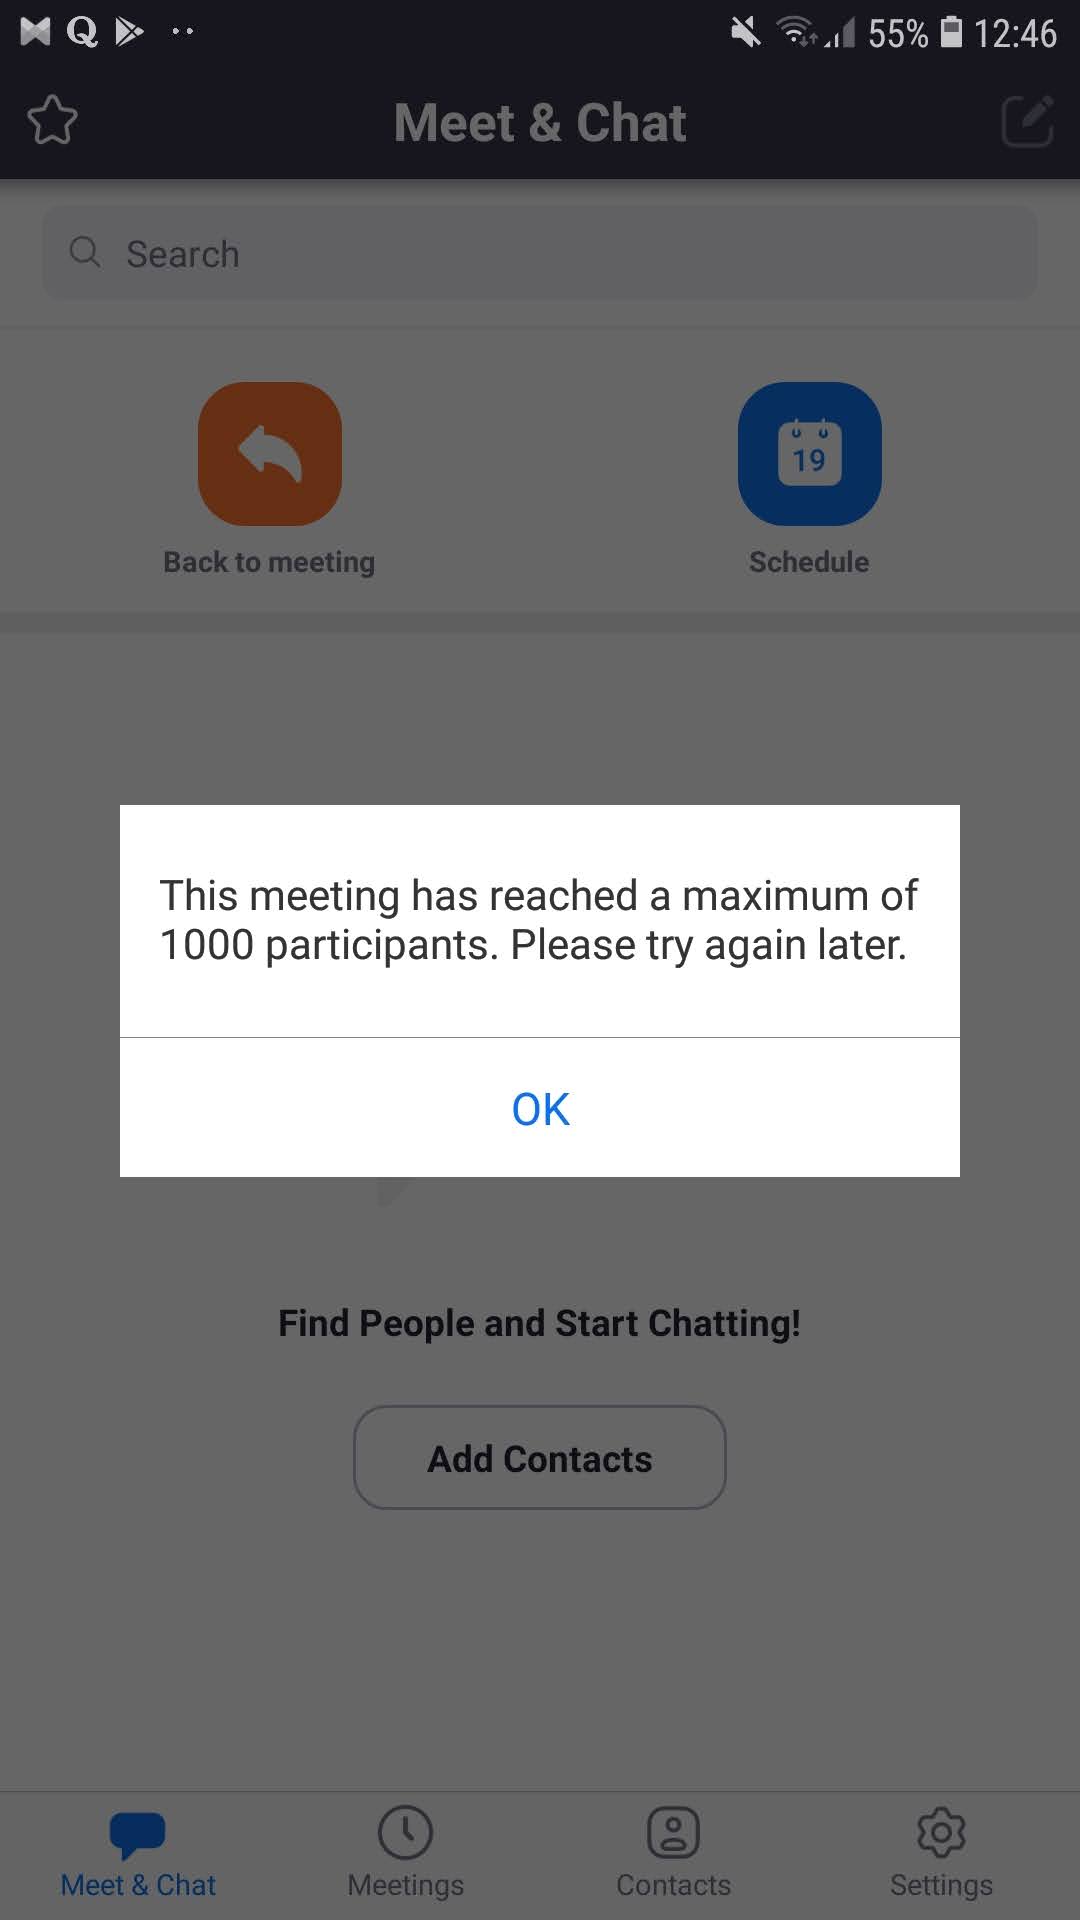 55% 12:46
Meet & Chat
Search
19
Back to meeting
Schedule
This meeting has reached a maximum of
1000 participants. Please try again later.
OK
Find People and Start Chatting!
Add Contacts
Meet & Chat
Meetings
Contacts
Settings